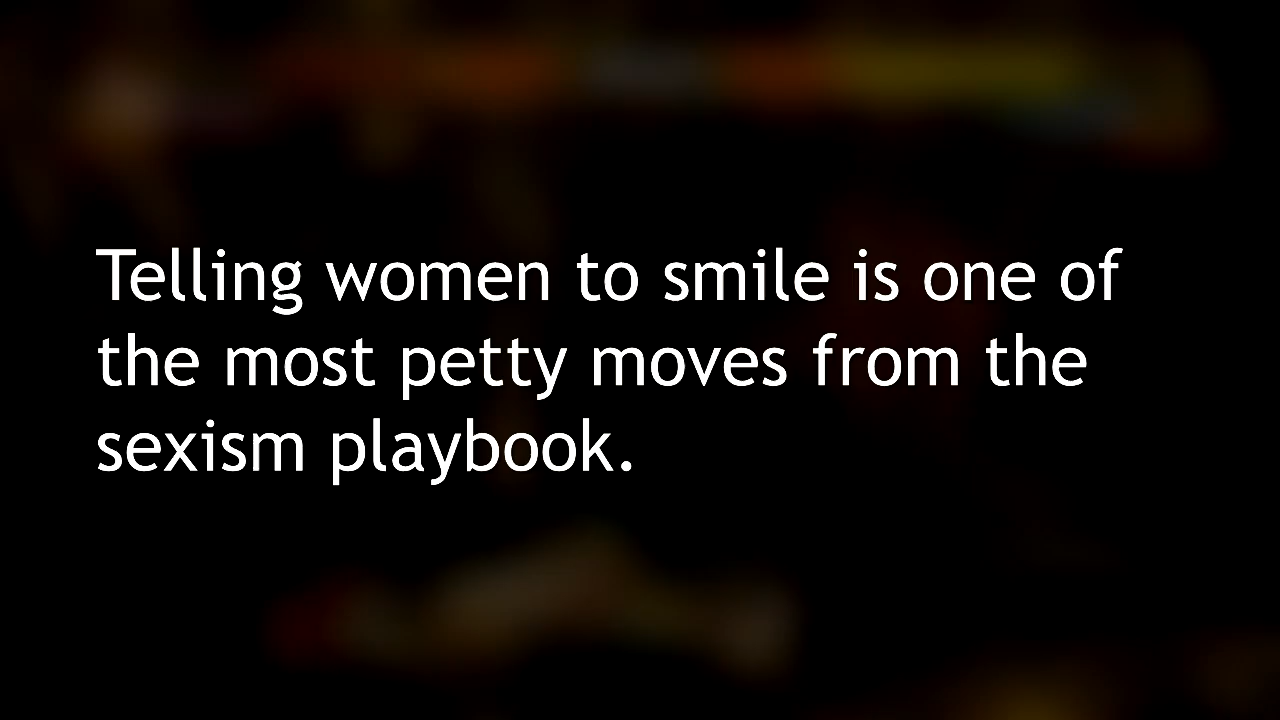 Telling women to smile is one of
the most petty moves from the
sexism playbook.